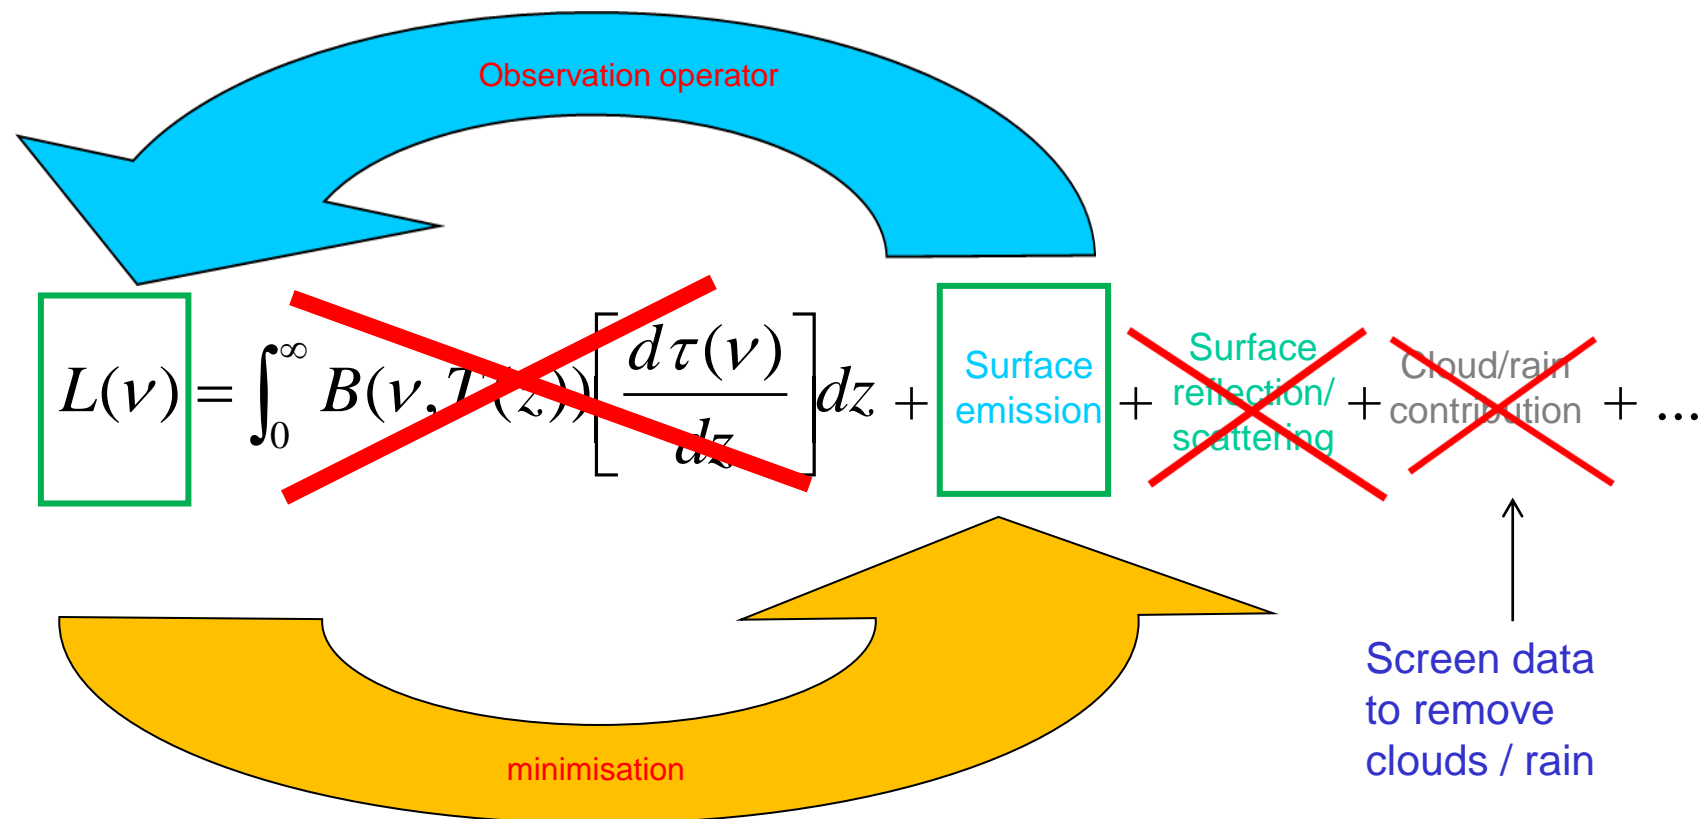 Observation operator
L(ν) = ∫₀^∞ B(ν,T(z)) [dτ(ν)/dz] dz + Surface emission + Surface reflection/ scattering + Cloud/rain contribution + ...
minimisation
Screen data
to remove
clouds / rain